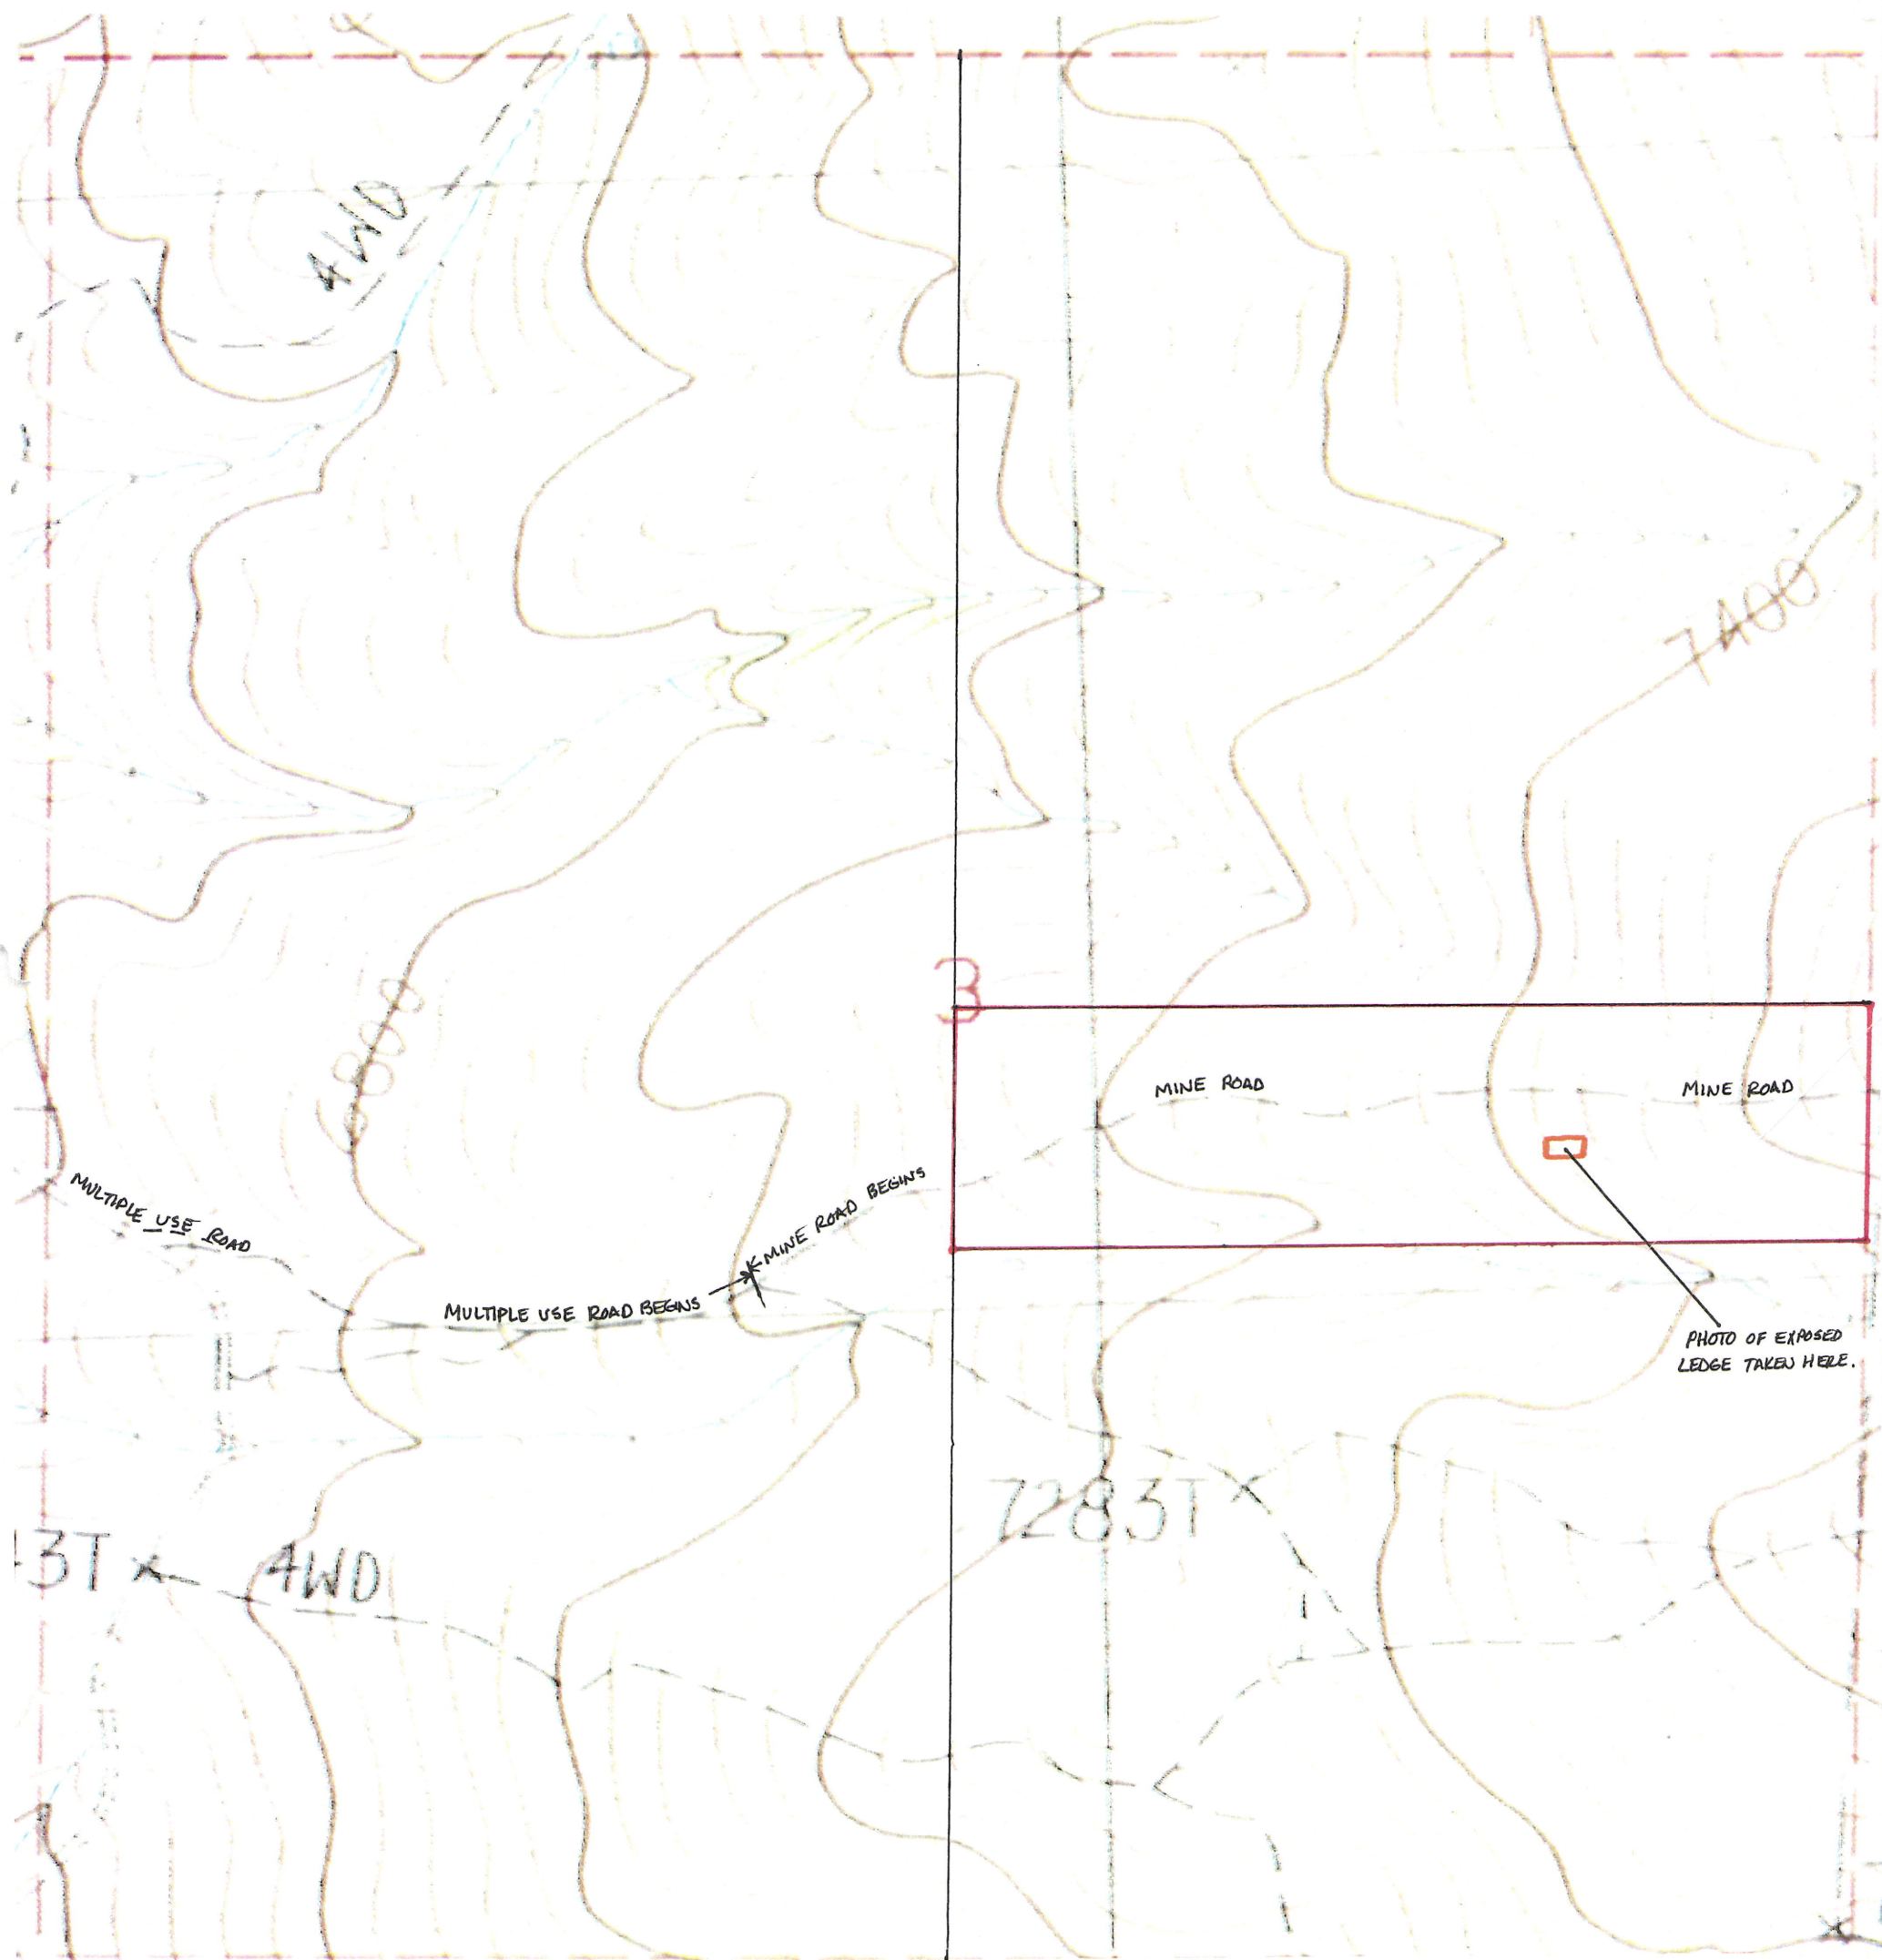 4WD
7400
3
6800
MINE ROAD
MINE ROAD
MULTIPLE USE ROAD
MINE ROAD BEGINS
MULTIPLE USE ROAD BEGINS
PHOTO OF EXPOSED
LEDGE TAKEN HERE.
7283T
3T
4WD